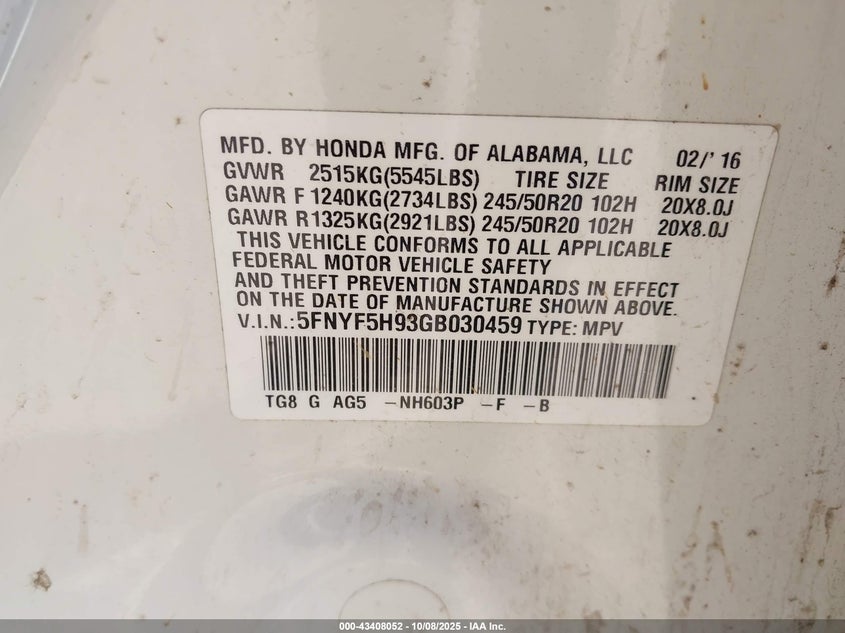 MFD. BY HONDA MFG. OF ALABAMA, LLC 02/' 16
GVWR 2515KG(5545LBS) TIRE SIZE RIM SIZE
GAWR F 1240KG(2734LBS) 245/50R20 102H 20X8.0J
GAWR R1325KG(2921LBS) 245/50R20 102H 20X8.0J
THIS VEHICLE CONFORMS TO ALL APPLICABLE
FEDERAL MOTOR VEHICLE SAFETY
AND THEFT PREVENTION STANDARDS IN EFFECT
ON THE DATE OF MANUFACTURE SHOWN ABOVE.
V.I.N.:5FNYF5H93GB030459 TYPE: MPV
TG8 G AG5 -NH603P -F -B
000-43408052 - 10/08/2025 - IAA Inc.